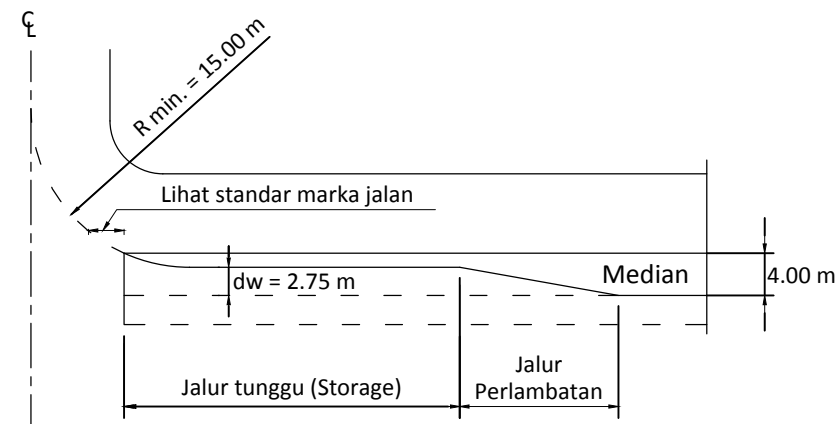 ℄
R min. = 15.00 m
Lihat standar marka jalan
Median
4.00 m
dw = 2.75 m
Jalur tunggu (Storage)
Jalur
Perlambatan